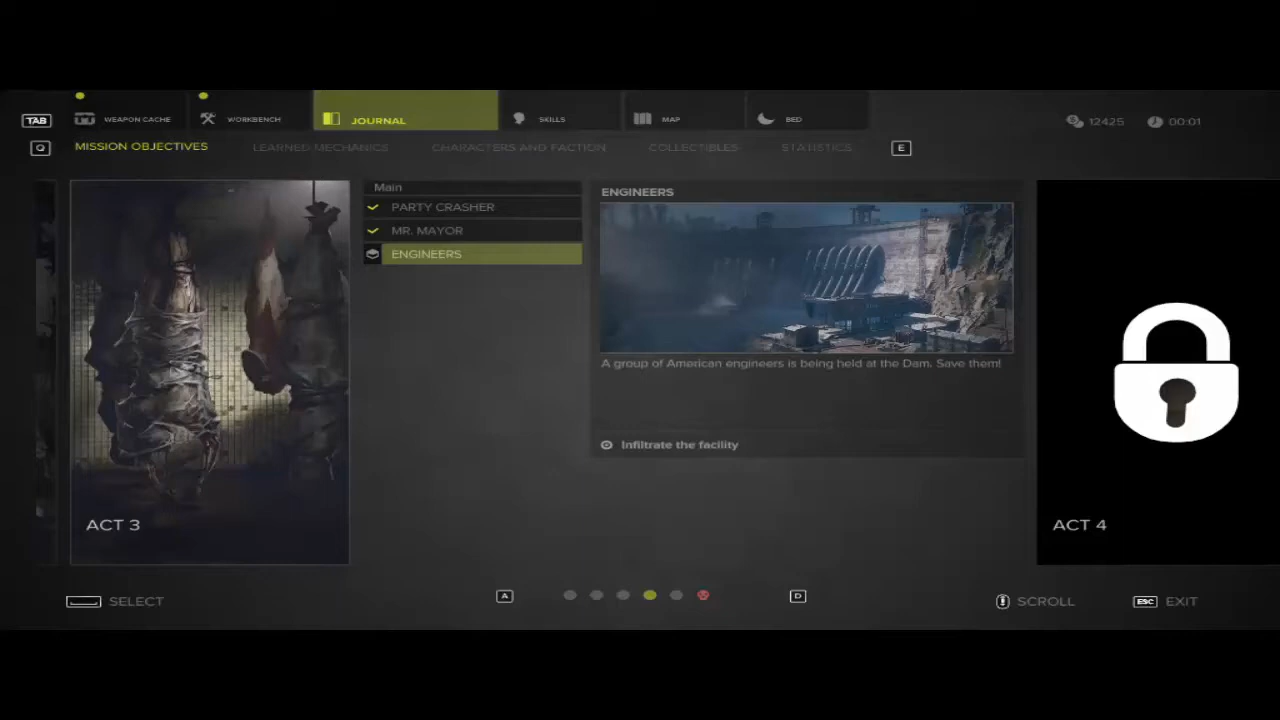 TAB WEAPON CACHE WORKBENCH JOURNAL SKILLS MAP BED 12425 00:01
Q MISSION OBJECTIVES LEARNED MECHANICS CHARACTERS AND FACTION COLLECTIBLES STATISTICS E
Main
PARTY CRASHER
MR. MAYOR
ENGINEERS
ENGINEERS
A group of American engineers is being held at the Dam. Save them!
Infiltrate the facility
ACT 3
ACT 4
SELECT A D SCROLL ESC EXIT